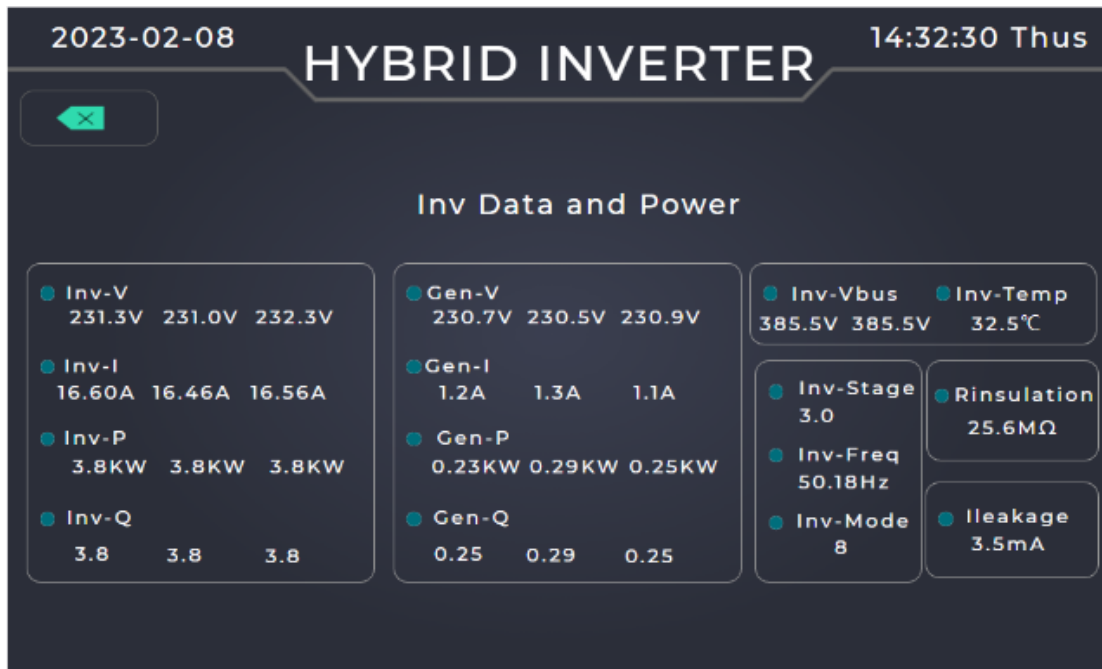 2023-02-08
HYBRID INVERTER
14:32:30 Thus
Inv Data and Power
Inv-V
231.3V 231.0V 232.3V
Inv-I
16.60A 16.46A 16.56A
Inv-P
3.8KW 3.8KW 3.8KW
Inv-Q
3.8 3.8 3.8
Gen-V
230.7V 230.5V 230.9V
Gen-I
1.2A 1.3A 1.1A
Gen-P
0.23KW 0.29KW 0.25KW
Gen-Q
0.25 0.29 0.25
Inv-Vbus Inv-Temp
385.5V 385.5V 32.5℃
Inv-Stage
3.0
Inv-Freq
50.18Hz
Inv-Mode
8
Rinsulation
25.6MΩ
Ileakage
3.5mA